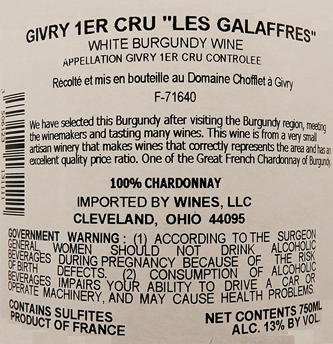 GIVRY 1ER CRU "LES GALAFFRES"
WHITE BURGUNDY WINE
APPELLATION GIVRY 1ER CRU CONTROLEE
Récolté et mis en bouteille au Domaine Chofflet à Givry
F-71640
We have selected this Burgundy after visiting the Burgundy region, meeting
the winemakers and tasting many wines. This wine is from a very small
artisan winery that makes wines that correctly represents the area and has an
excellent quality price ratio. One of the Great French Chardonnay of Burgundy.
100% CHARDONNAY
IMPORTED BY WINES, LLC
CLEVELAND, OHIO 44095
GOVERNMENT WARNING : (1) ACCORDING TO THE SURGEON
GENERAL, WOMEN SHOULD NOT DRINK ALCOHOLIC
BEVERAGES DURING PREGNANCY BECAUSE OF THE RISK
OF BIRTH DEFECTS. (2) CONSUMPTION OF ALCOHOLIC
BEVERAGES IMPAIRS YOUR ABILITY TO DRIVE A CAR OR
OPERATE MACHINERY, AND MAY CAUSE HEALTH PROBLEMS.
CONTAINS SULFITES
PRODUCT OF FRANCE
NET CONTENTS 750ML
ALC. 13% BY VOL.